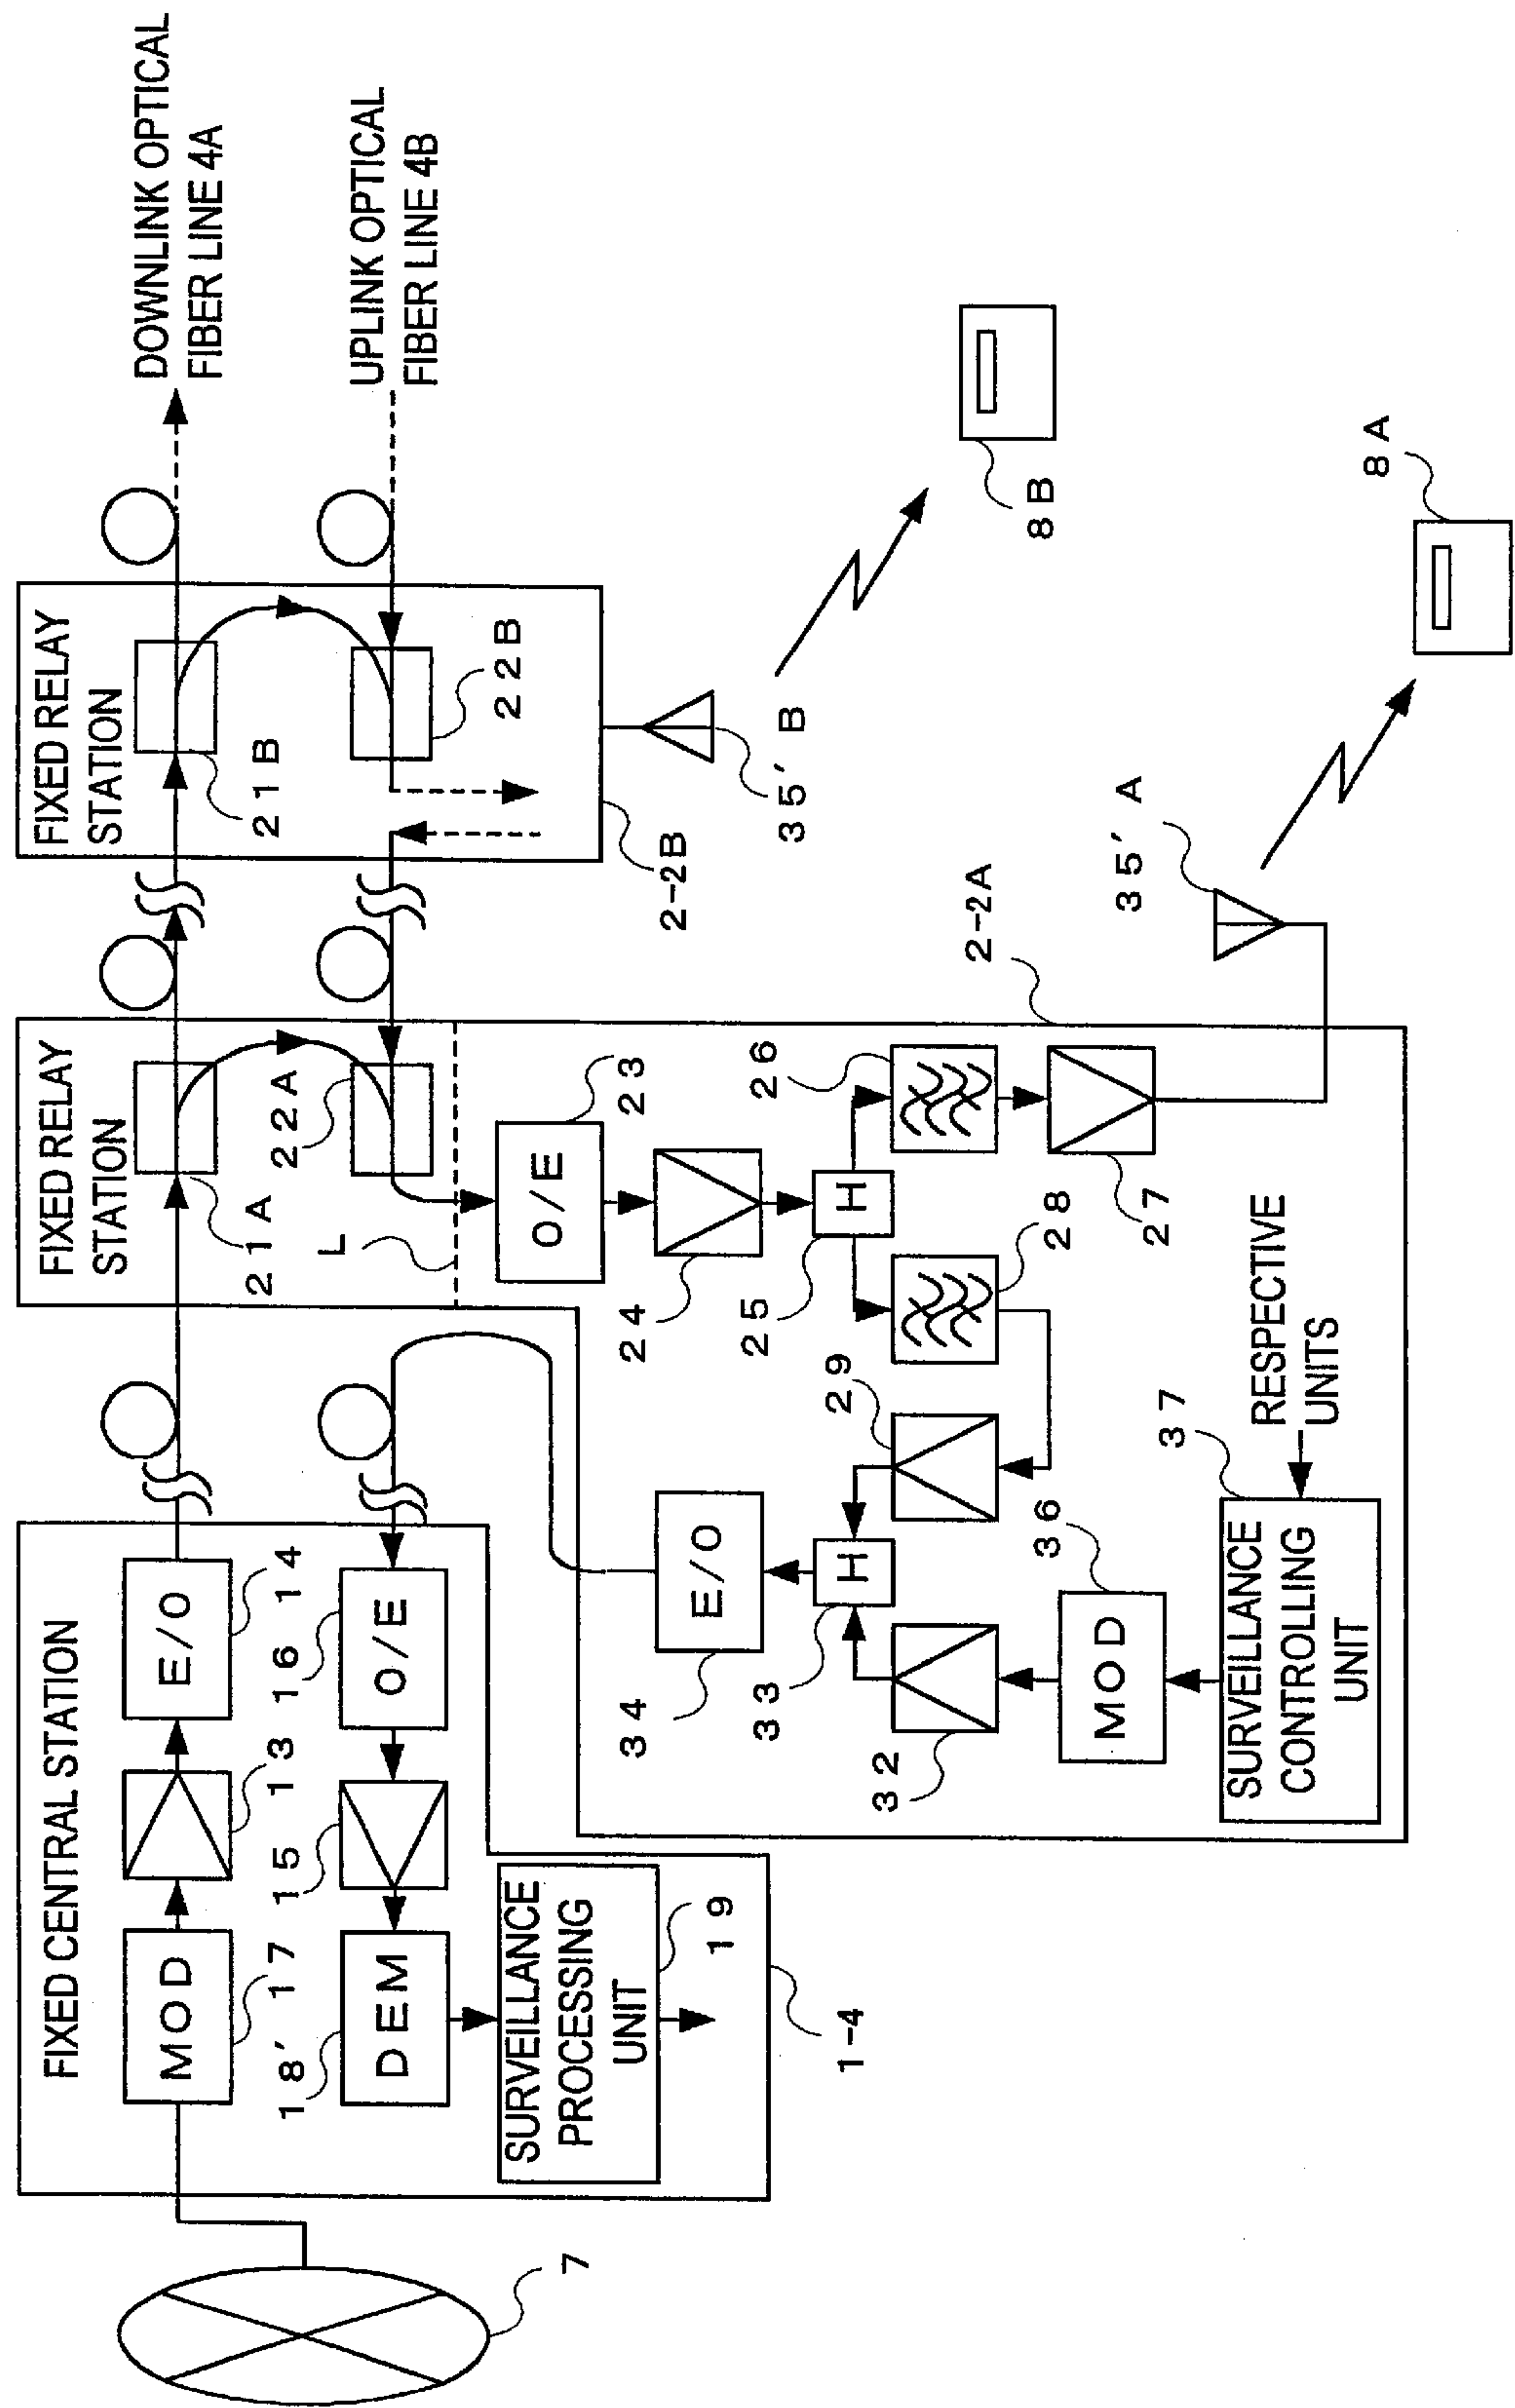 FIXED CENTRAL STATION
MOD
17
13
E/O
14
18'
DEM
15
16
O/E
SURVEILLANCE
PROCESSING
UNIT
19
1-4
7
FIXED RELAY
STATION
21A
22A
L
O/E
23
24
H
25
26
27
28
29
H
33
E/O
34
32
MOD
36
SURVEILLANCE
CONTROLLING
UNIT
37
RESPECTIVE
UNITS
2-2A
35' A
8A
FIXED RELAY
STATION
21B
22B
2-2B
35' B
8B
DOWNLINK OPTICAL
FIBER LINE 4A
UPLINK OPTICAL
FIBER LINE 4B